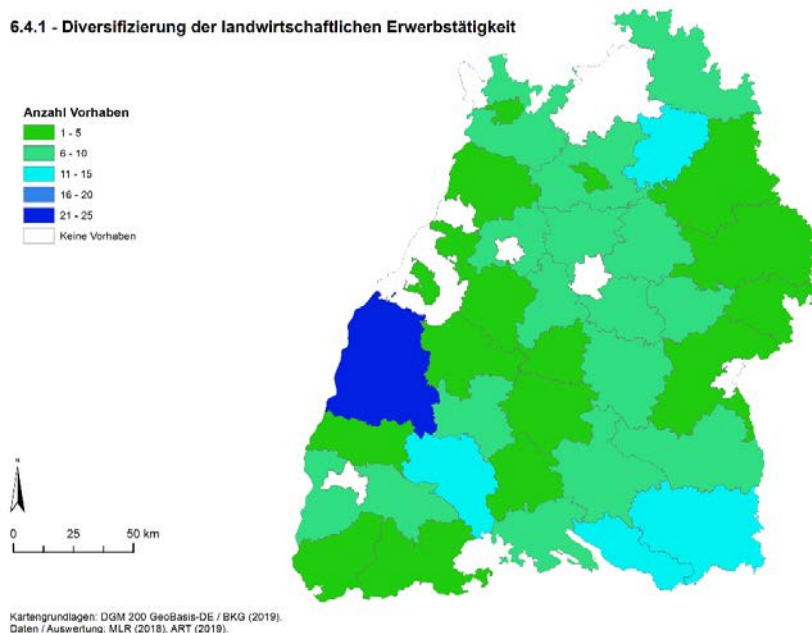 6.4.1 - Diversifizierung der landwirtschaftlichen Erwerbstätigkeit
Anzahl Vorhaben
1 - 5
6 - 10
11 - 15
16 - 20
21 - 25
Keine Vorhaben
N
0 25 50 km
Kartengrundlagen: DGM 200 GeoBasis-DE / BKG (2019).
Daten / Auswertung: MLR (2018), ART (2019).